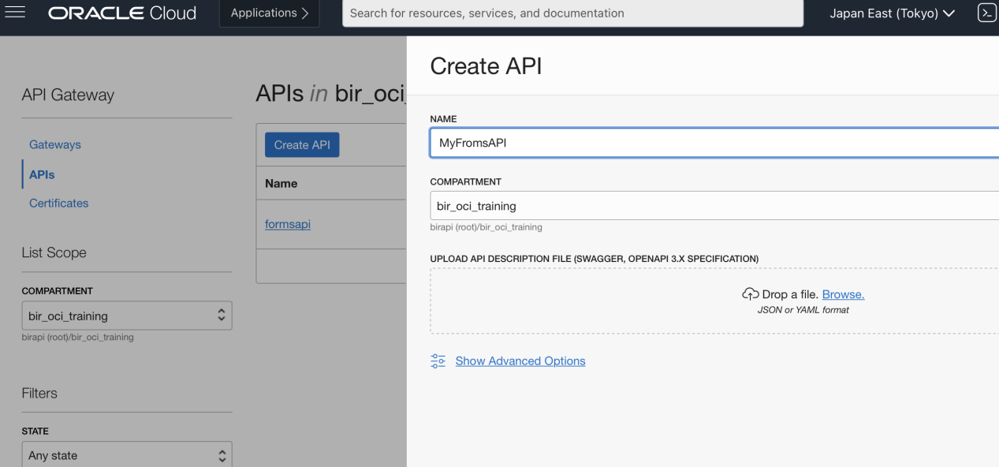 ORACLE Cloud
Applications
Search for resources, services, and documentation
Japan East (Tokyo)
API Gateway
Gateways
APIs
Certificates
List Scope
COMPARTMENT
bir_oci_training
birapi (root)/bir_oci_training
Filters
STATE
Any state
APIs in bir_oci_
Create API
Name
formsapi
Create API
NAME
MyFromsAPI
COMPARTMENT
bir_oci_training
birapi (root)/bir_oci_training
UPLOAD API DESCRIPTION FILE (SWAGGER, OPENAPI 3.X SPECIFICATION)
Drop a file. Browse.
JSON or YAML format
Show Advanced Options